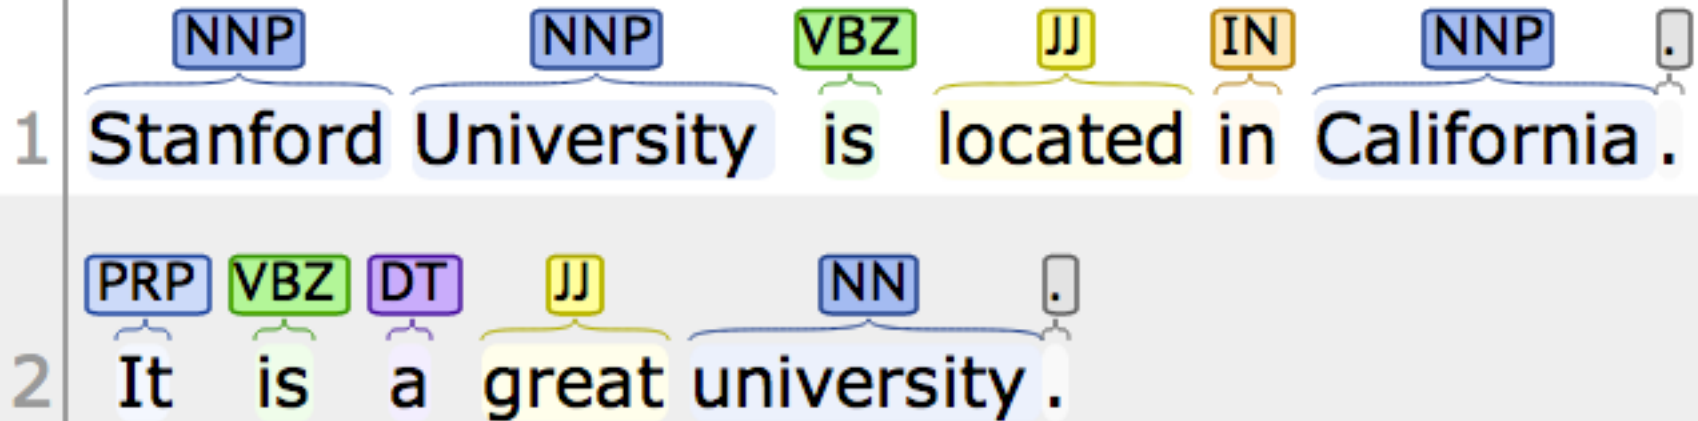 NNP NNP VBZ JJ IN NNP .
1 Stanford University is located in California .
PRP VBZ DT JJ NN .
2 It is a great university .